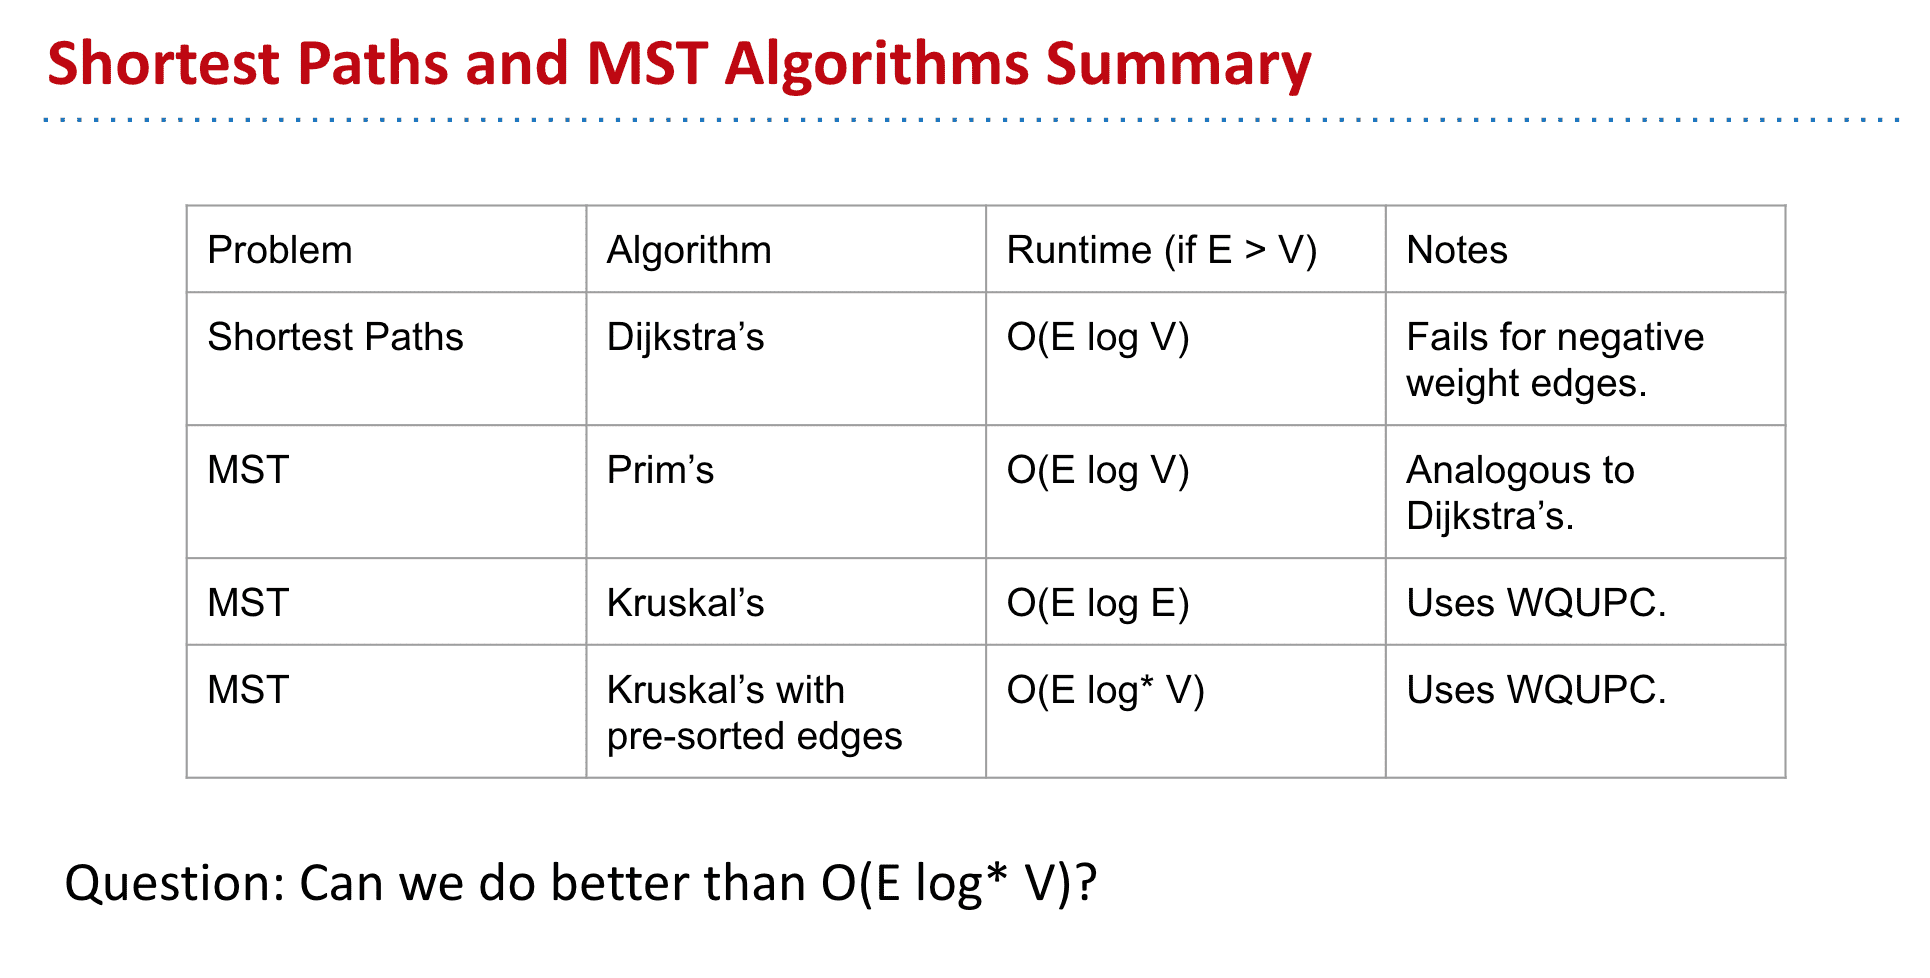 Shortest Paths and MST Algorithms Summary
Problem Algorithm Runtime (if E > V) Notes
Shortest Paths Dijkstra’s O(E log V) Fails for negative
weight edges.
MST Prim’s O(E log V) Analogous to
Dijkstra’s.
MST Kruskal’s O(E log E) Uses WQUPC.
MST Kruskal’s with O(E log* V) Uses WQUPC.
pre-sorted edges
Question: Can we do better than O(E log* V)?